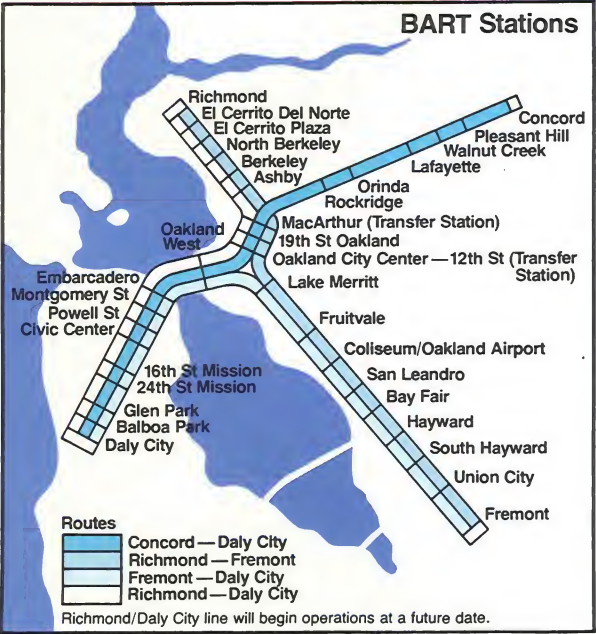 BART Stations
Richmond
El Cerrito Del Norte
El Cerrito Plaza
North Berkeley
Berkeley
Ashby
Concord
Pleasant Hill
Walnut Creek
Lafayette
Orinda
Rockridge
MacArthur (Transfer Station)
19th St Oakland
Oakland City Center — 12th St (Transfer
Station)
Oakland
West
Lake Merritt
Embarcadero
Montgomery St
Powell St
Civic Center
16th St Mission
24th St Mission
Glen Park
Balboa Park
Daly City
Fruitvale
Coliseum/Oakland Airport
San Leandro
Bay Fair
Hayward
South Hayward
Union City
Fremont
Routes
Concord — Daly City
Richmond — Fremont
Fremont — Daly City
Richmond — Daly City
Richmond/Daly City line will begin operations at a future date.